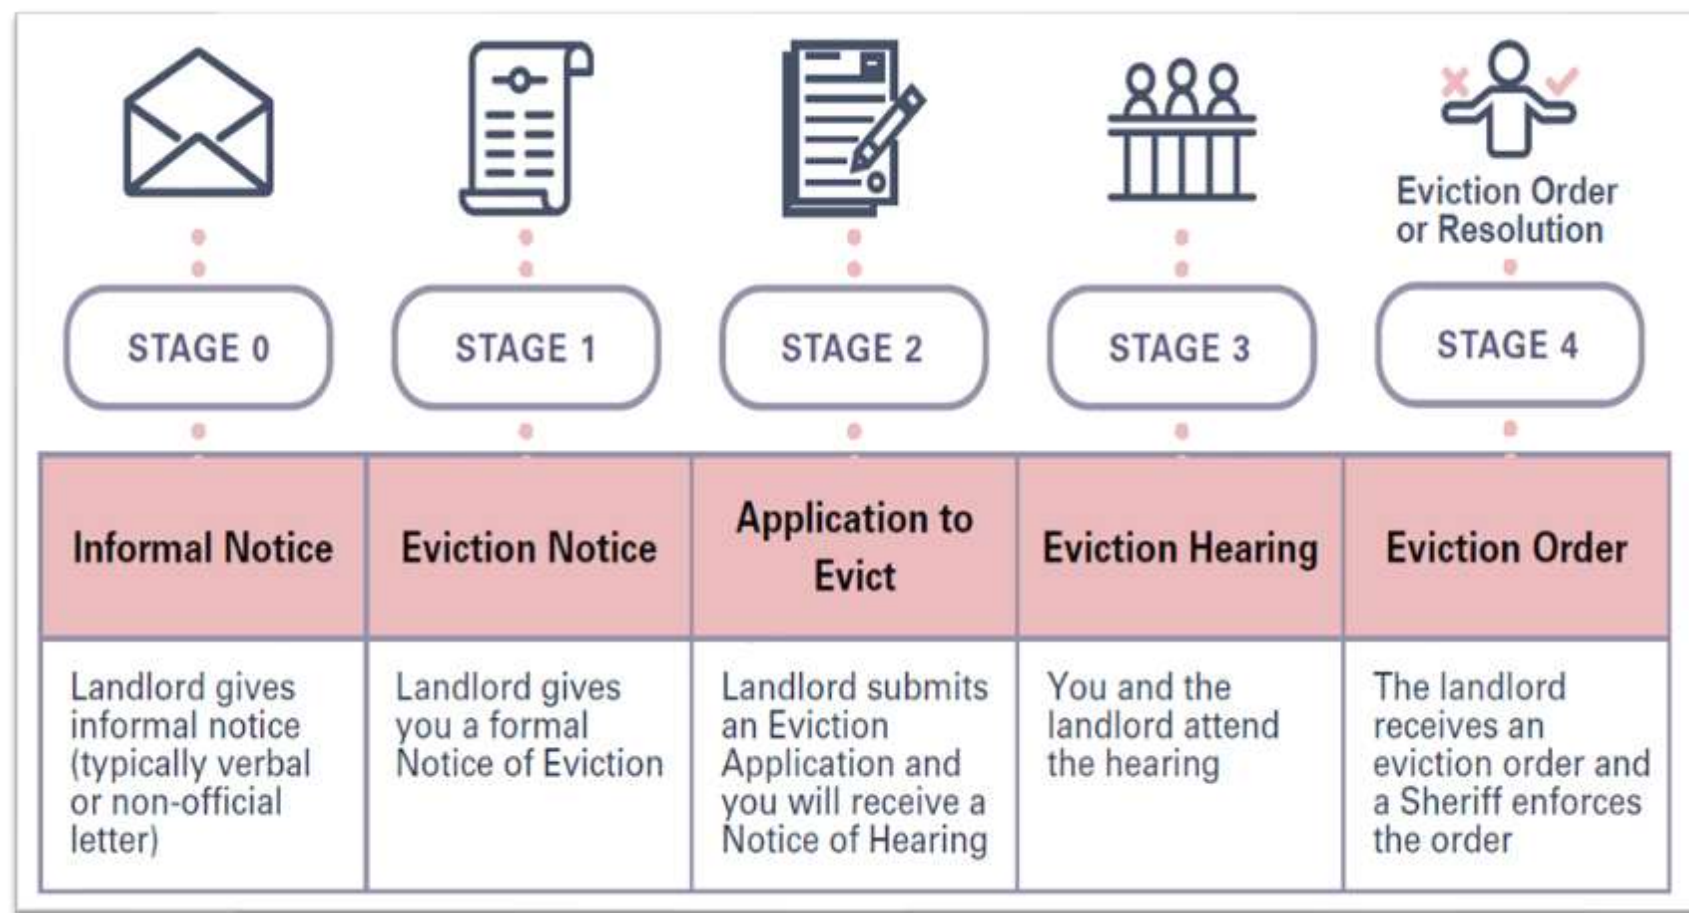 Eviction Order
or Resolution
STAGE 0
STAGE 1
STAGE 2
STAGE 3
STAGE 4
Informal Notice
Eviction Notice
Application to
Evict
Eviction Hearing
Eviction Order
Landlord gives
informal notice
(typically verbal
or non-official
letter)
Landlord gives
you a formal
Notice of Eviction
Landlord submits
an Eviction
Application and
you will receive a
Notice of Hearing
You and the
landlord attend
the hearing
The landlord
receives an
eviction order and
a Sheriff enforces
the order